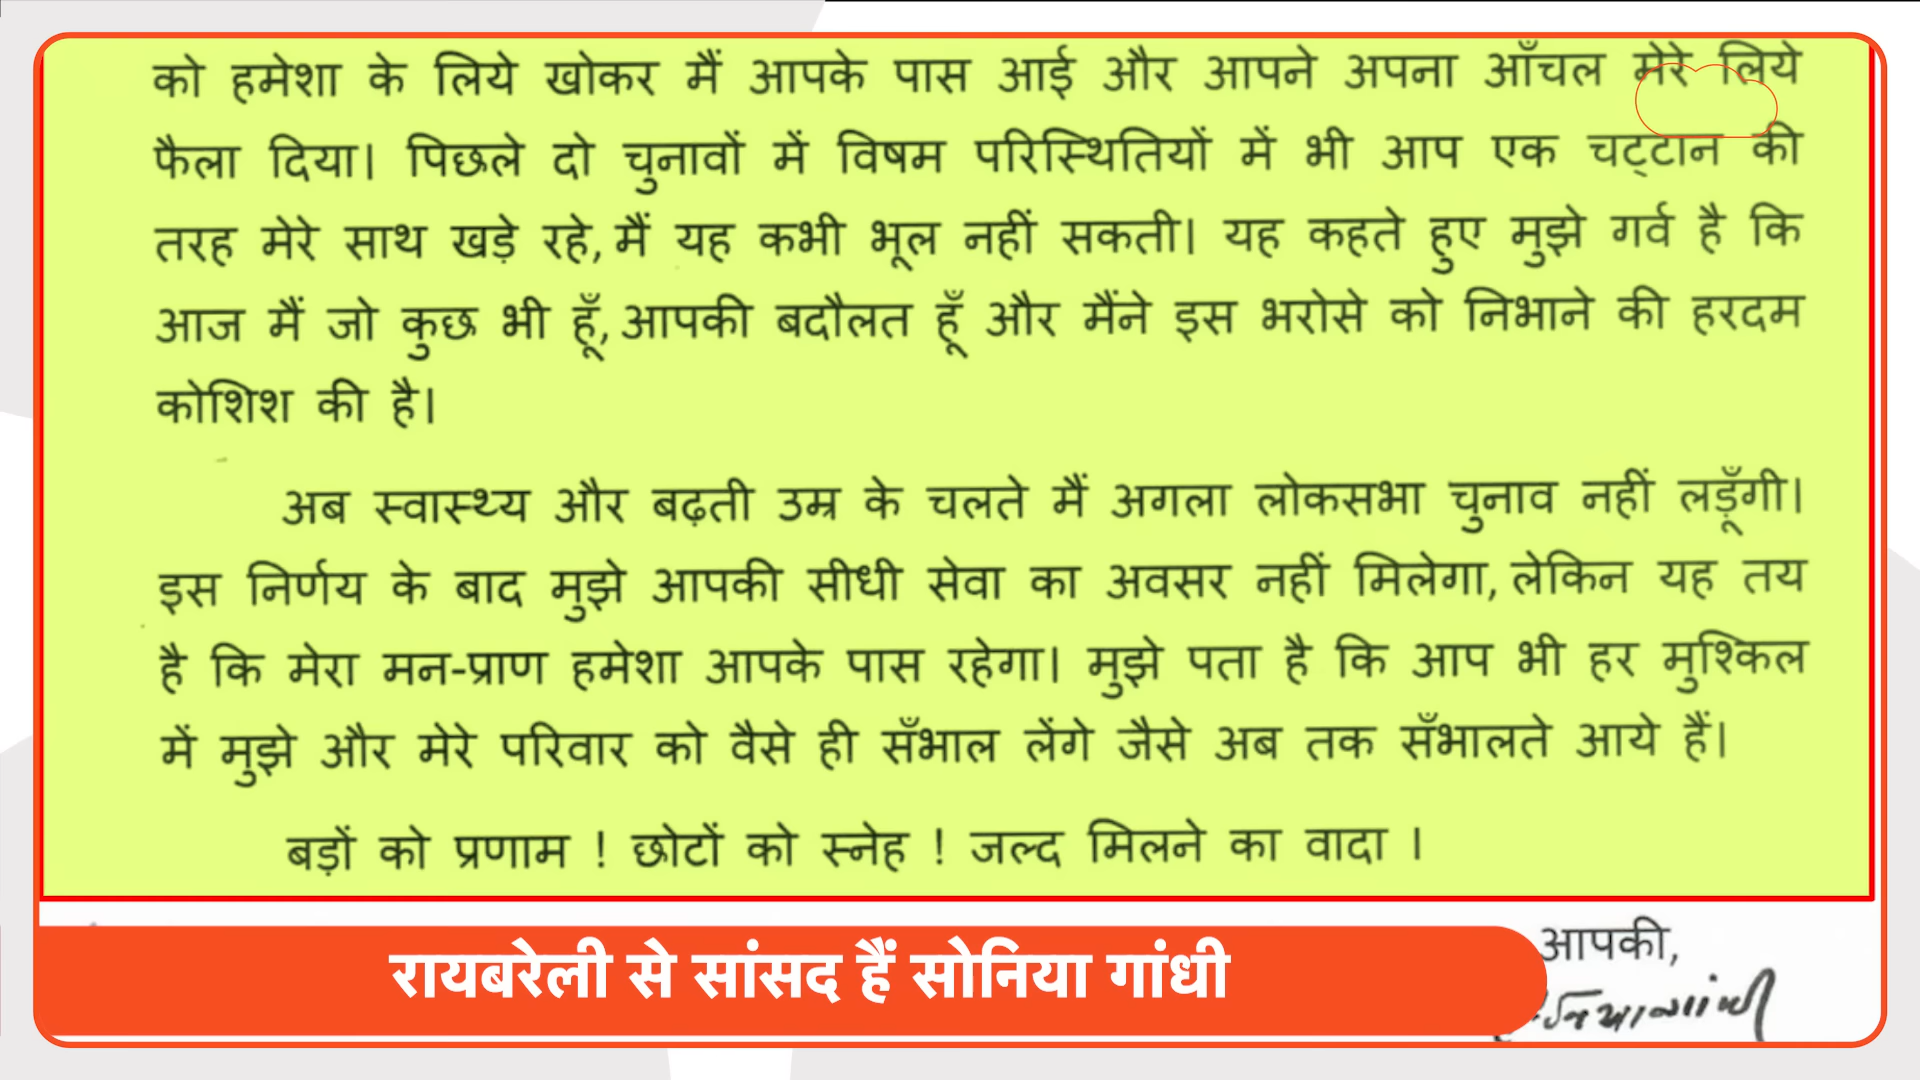 को हमेशा के लिये खोकर मैं आपके पास आई और आपने अपना आँचल मेरे लिये
फैला दिया। पिछले दो चुनावों में विषम परिस्थितियों में भी आप एक चट्टान की
तरह मेरे साथ खड़े रहे, मैं यह कभी भूल नहीं सकती। यह कहते हुए मुझे गर्व है कि
आज मैं जो कुछ भी हूँ, आपकी बदौलत हूँ और मैंने इस भरोसे को निभाने की हरदम
कोशिश की है।
अब स्वास्थ्य और बढ़ती उम्र के चलते मैं अगला लोकसभा चुनाव नहीं लड़ूँगी।
इस निर्णय के बाद मुझे आपकी सीधी सेवा का अवसर नहीं मिलेगा, लेकिन यह तय
है कि मेरा मन-प्राण हमेशा आपके पास रहेगा। मुझे पता है कि आप भी हर मुश्किल
में मुझे और मेरे परिवार को वैसे ही सँभाल लेंगे जैसे अब तक सँभालते आये हैं।
बड़ों को प्रणाम ! छोटों को स्नेह ! जल्द मिलने का वादा ।
आपकी,
रायबरेली से सांसद हैं सोनिया गांधी